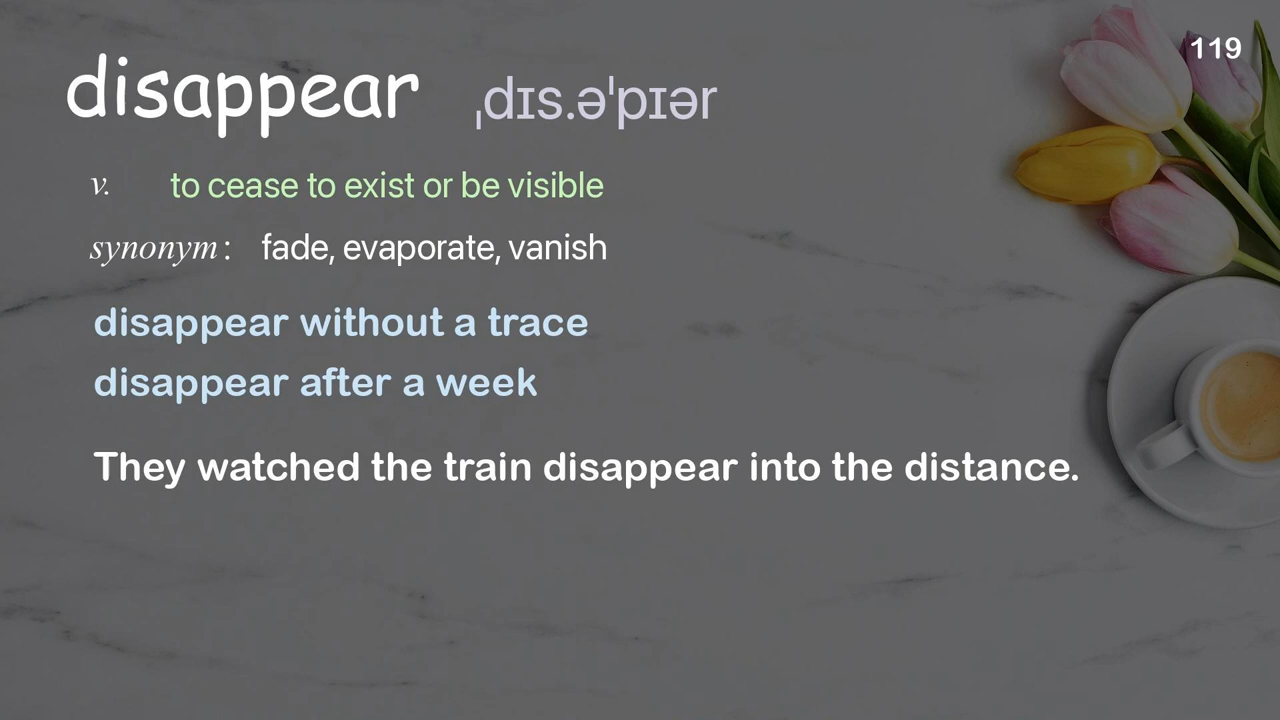 119
disappear ˌdɪs.əˈpɪər
v. to cease to exist or be visible
synonym: fade, evaporate, vanish
disappear without a trace
disappear after a week
They watched the train disappear into the distance.